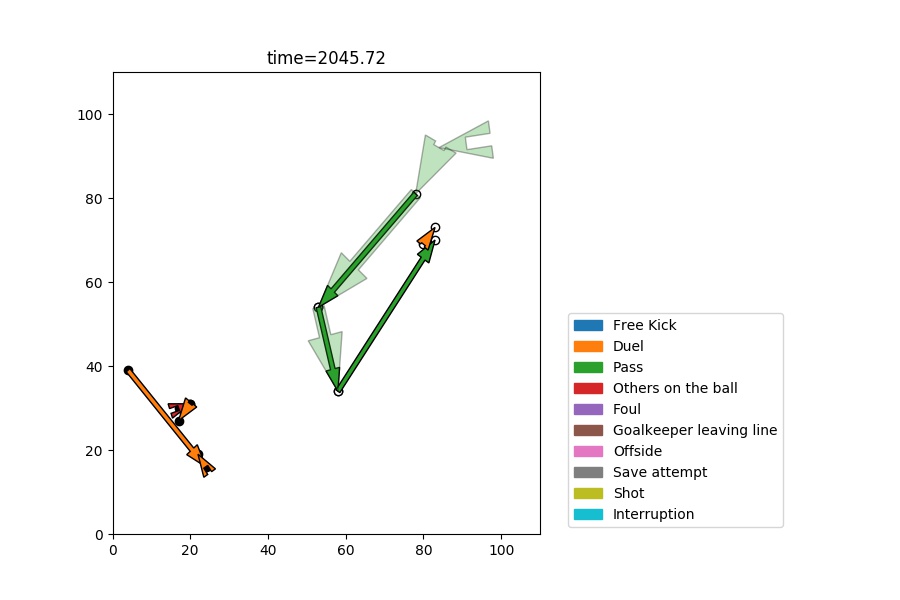 time=2045.72
100
80
60
40
20
0
0 20 40 60 80 100
Free Kick
Duel
Pass
Others on the ball
Foul
Goalkeeper leaving line
Offside
Save attempt
Shot
Interruption